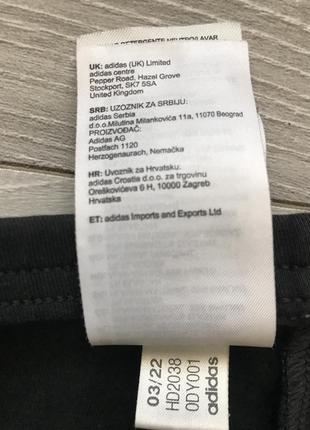 DETERGENTE NEUTRO/LAVAR
UK: adidas (UK) Limited
adidas centre
Pepper Road, Hazel Grove
Stockport, SK7 5SA
United Kingdom
SRB: UZOZNIK ZA SRBIJU:
adidas Serbia
d.o.o.Milutina Milankovića 11a, 11070 Beograd
PROIZVOĐAČ:
Adidas AG
Postfach 1120
Herzogenaurach, Nemačka
HR: Uvoznik za Hrvatsku:
adidas Croatia d.o.o. za trgovinu
Oreškovićeva 6 H, 10000 Zagreb
Hrvatska
ET: adidas Imports and Exports Ltd
03/22
HD2038
0DY001
adidas